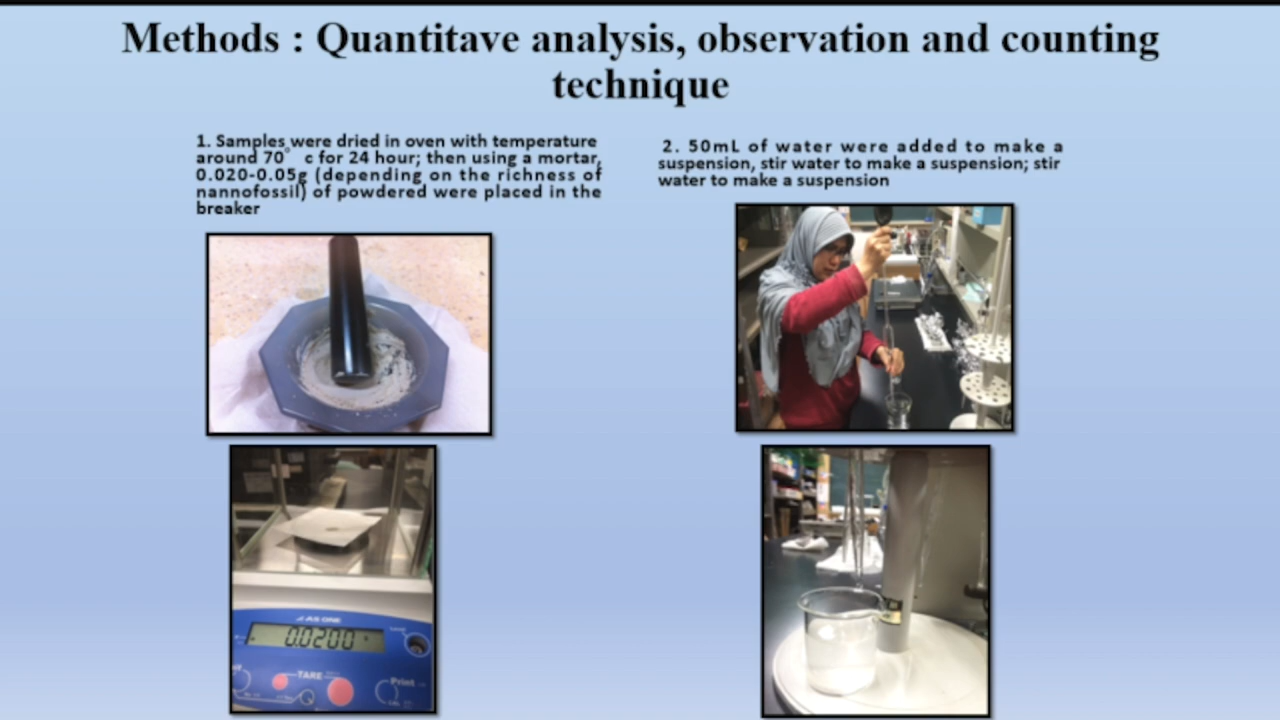 Methods : Quantitave analysis, observation and counting
technique
1. Samples were dried in oven with temperature
around 70° c for 24 hour; then using a mortar,
0.020-0.05g (depending on the richness of
nannofossil) of powdered were placed in the
breaker
2. 50mL of water were added to make a
suspension, stir water to make a suspension; stir
water to make a suspension
AS ONE
0.0200
TARE
Print